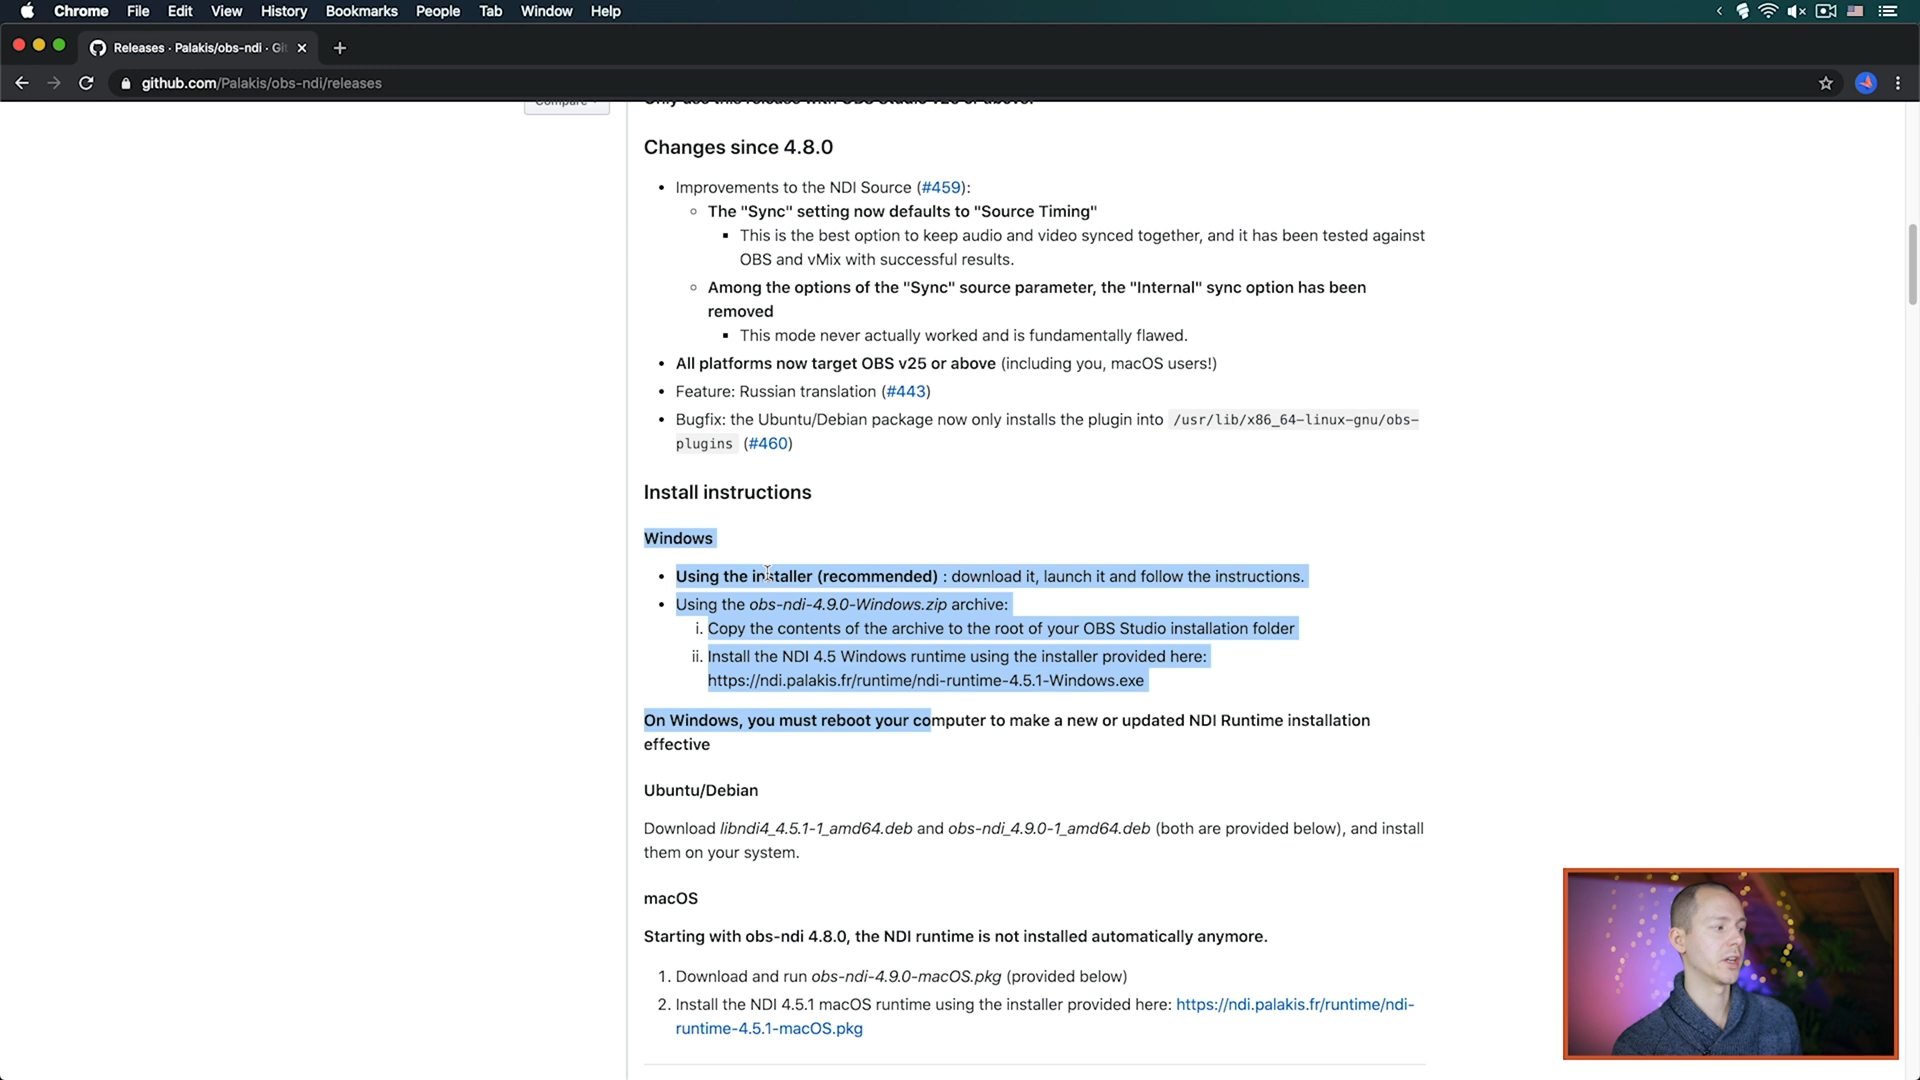 Chrome File Edit View History Bookmarks People Tab Window Help
Releases · Palakis/obs-ndi · Git
github.com/Palakis/obs-ndi/releases
Compare
Only use this release with OBS Studio v25 or above.
Changes since 4.8.0
• Improvements to the NDI Source (#459):
○ The "Sync" setting now defaults to "Source Timing"
▪ This is the best option to keep audio and video synced together, and it has been tested against
OBS and vMix with successful results.
○ Among the options of the "Sync" source parameter, the "Internal" sync option has been
removed
▪ This mode never actually worked and is fundamentally flawed.
• All platforms now target OBS v25 or above (including you, macOS users!)
• Feature: Russian translation (#443)
• Bugfix: the Ubuntu/Debian package now only installs the plugin into /usr/lib/x86_64-linux-gnu/obs-
plugins (#460)
Install instructions
Windows
• Using the installer (recommended) : download it, launch it and follow the instructions.
• Using the obs-ndi-4.9.0-Windows.zip archive:
i. Copy the contents of the archive to the root of your OBS Studio installation folder
ii. Install the NDI 4.5 Windows runtime using the installer provided here:
https://ndi.palakis.fr/runtime/ndi-runtime-4.5.1-Windows.exe
On Windows, you must reboot your computer to make a new or updated NDI Runtime installation
effective
Ubuntu/Debian
Download libndi4_4.5.1-1_amd64.deb and obs-ndi_4.9.0-1_amd64.deb (both are provided below), and install
them on your system.
macOS
Starting with obs-ndi 4.8.0, the NDI runtime is not installed automatically anymore.
1. Download and run obs-ndi-4.9.0-macOS.pkg (provided below)
2. Install the NDI 4.5.1 macOS runtime using the installer provided here: https://ndi.palakis.fr/runtime/ndi-
runtime-4.5.1-macOS.pkg